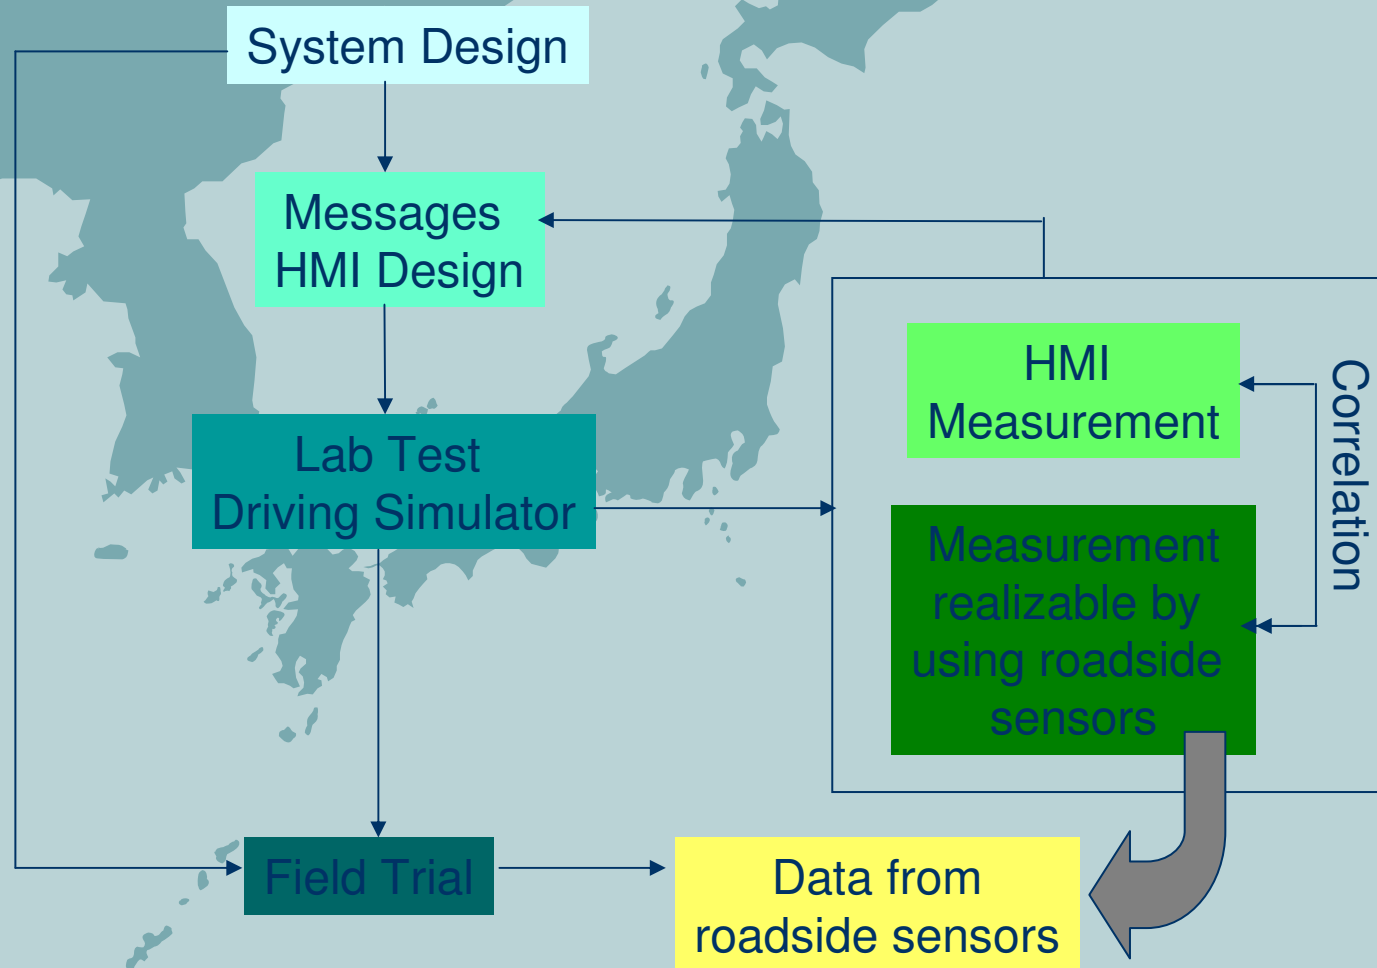 System Design
Messages
HMI Design
HMI
Measurement
Correlation
Lab Test
Driving Simulator
Measurement
realizable by
using roadside
sensors
Field Trial
Data from
roadside sensors